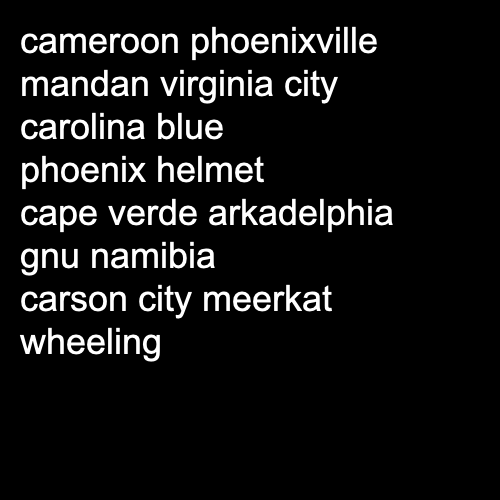 cameroon phoenixville
mandan virginia city
carolina blue
phoenix helmet
cape verde arkadelphia
gnu namibia
carson city meerkat
wheeling